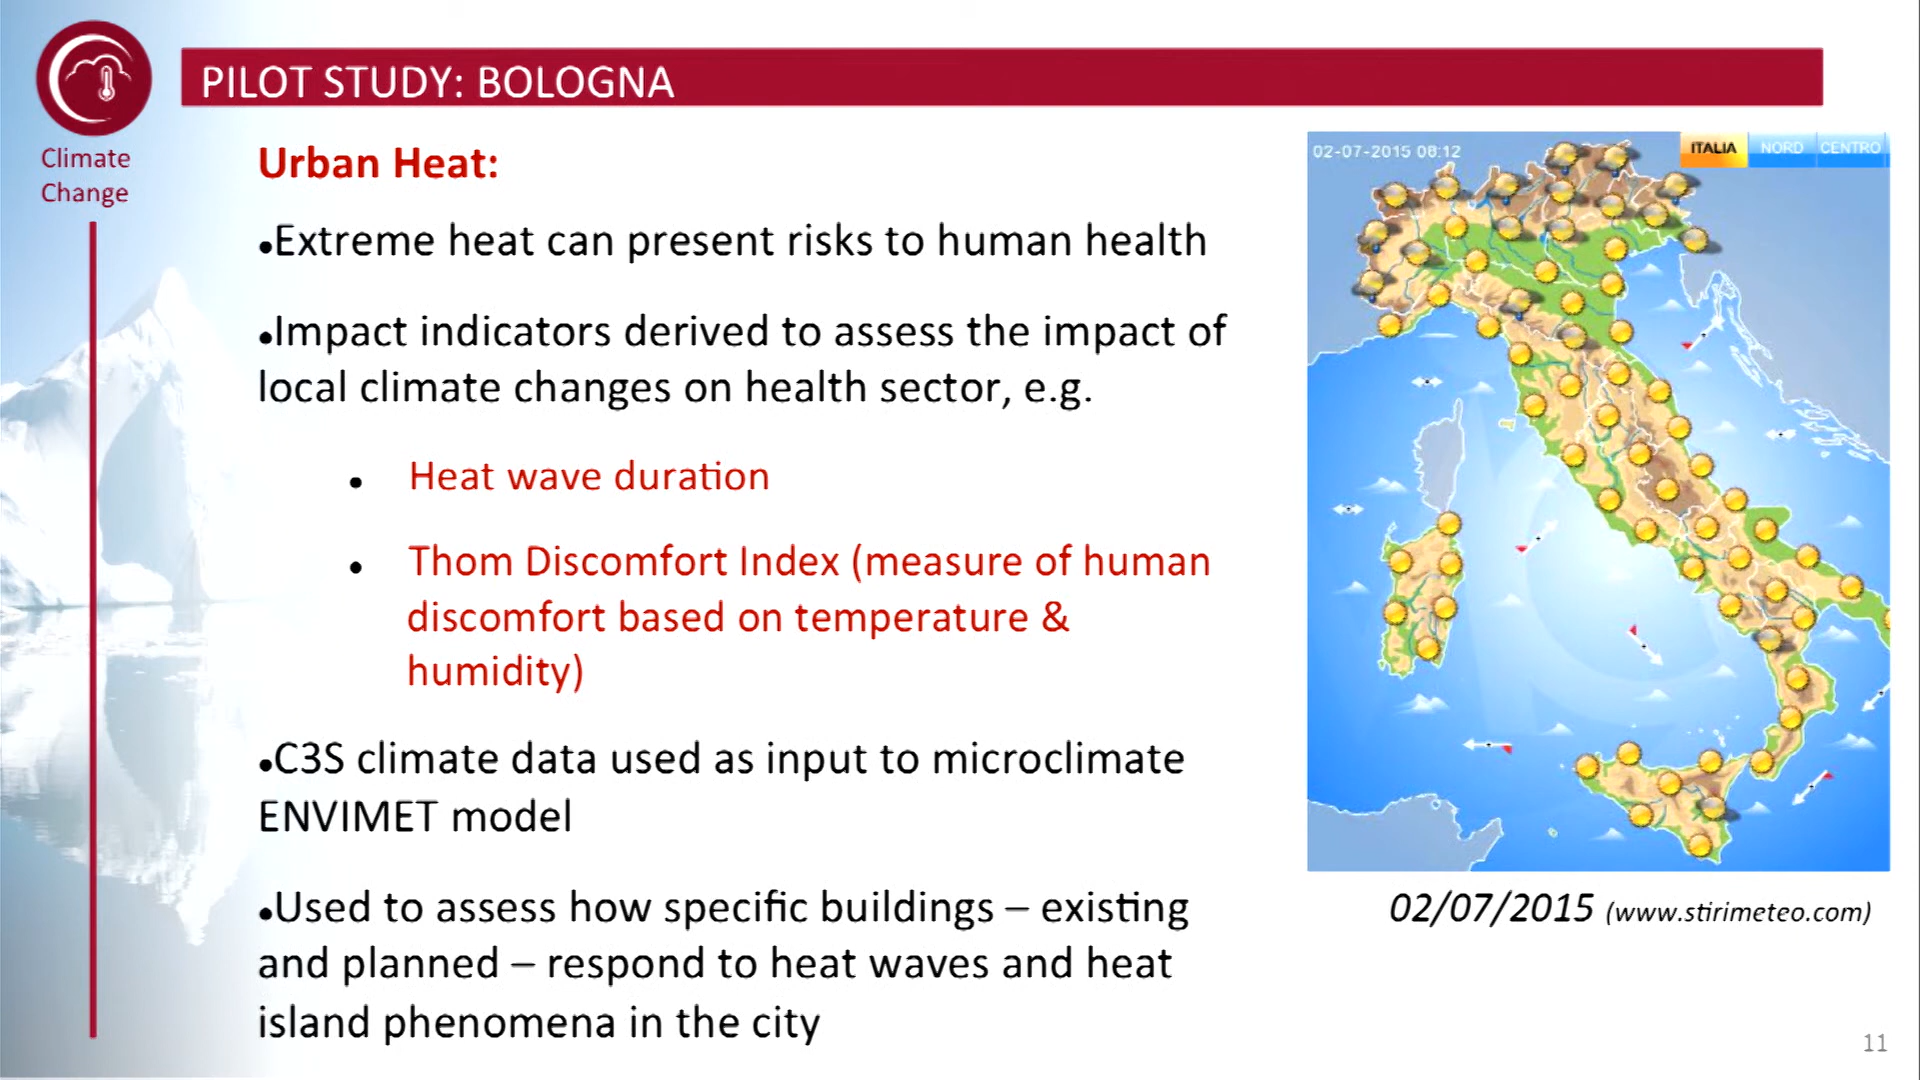 PILOT STUDY: BOLOGNA
Climate
Change
Urban Heat:
•Extreme heat can present risks to human health
•Impact indicators derived to assess the impact of
local climate changes on health sector, e.g.
• Heat wave duration
• Thom Discomfort Index (measure of human
discomfort based on temperature &
humidity)
•C3S climate data used as input to microclimate
ENVIMET model
•Used to assess how specific buildings – existing
and planned – respond to heat waves and heat
island phenomena in the city
02-07-2015 08:12
ITALIA NORD CENTRO
02/07/2015 (www.stirimeteo.com)
11